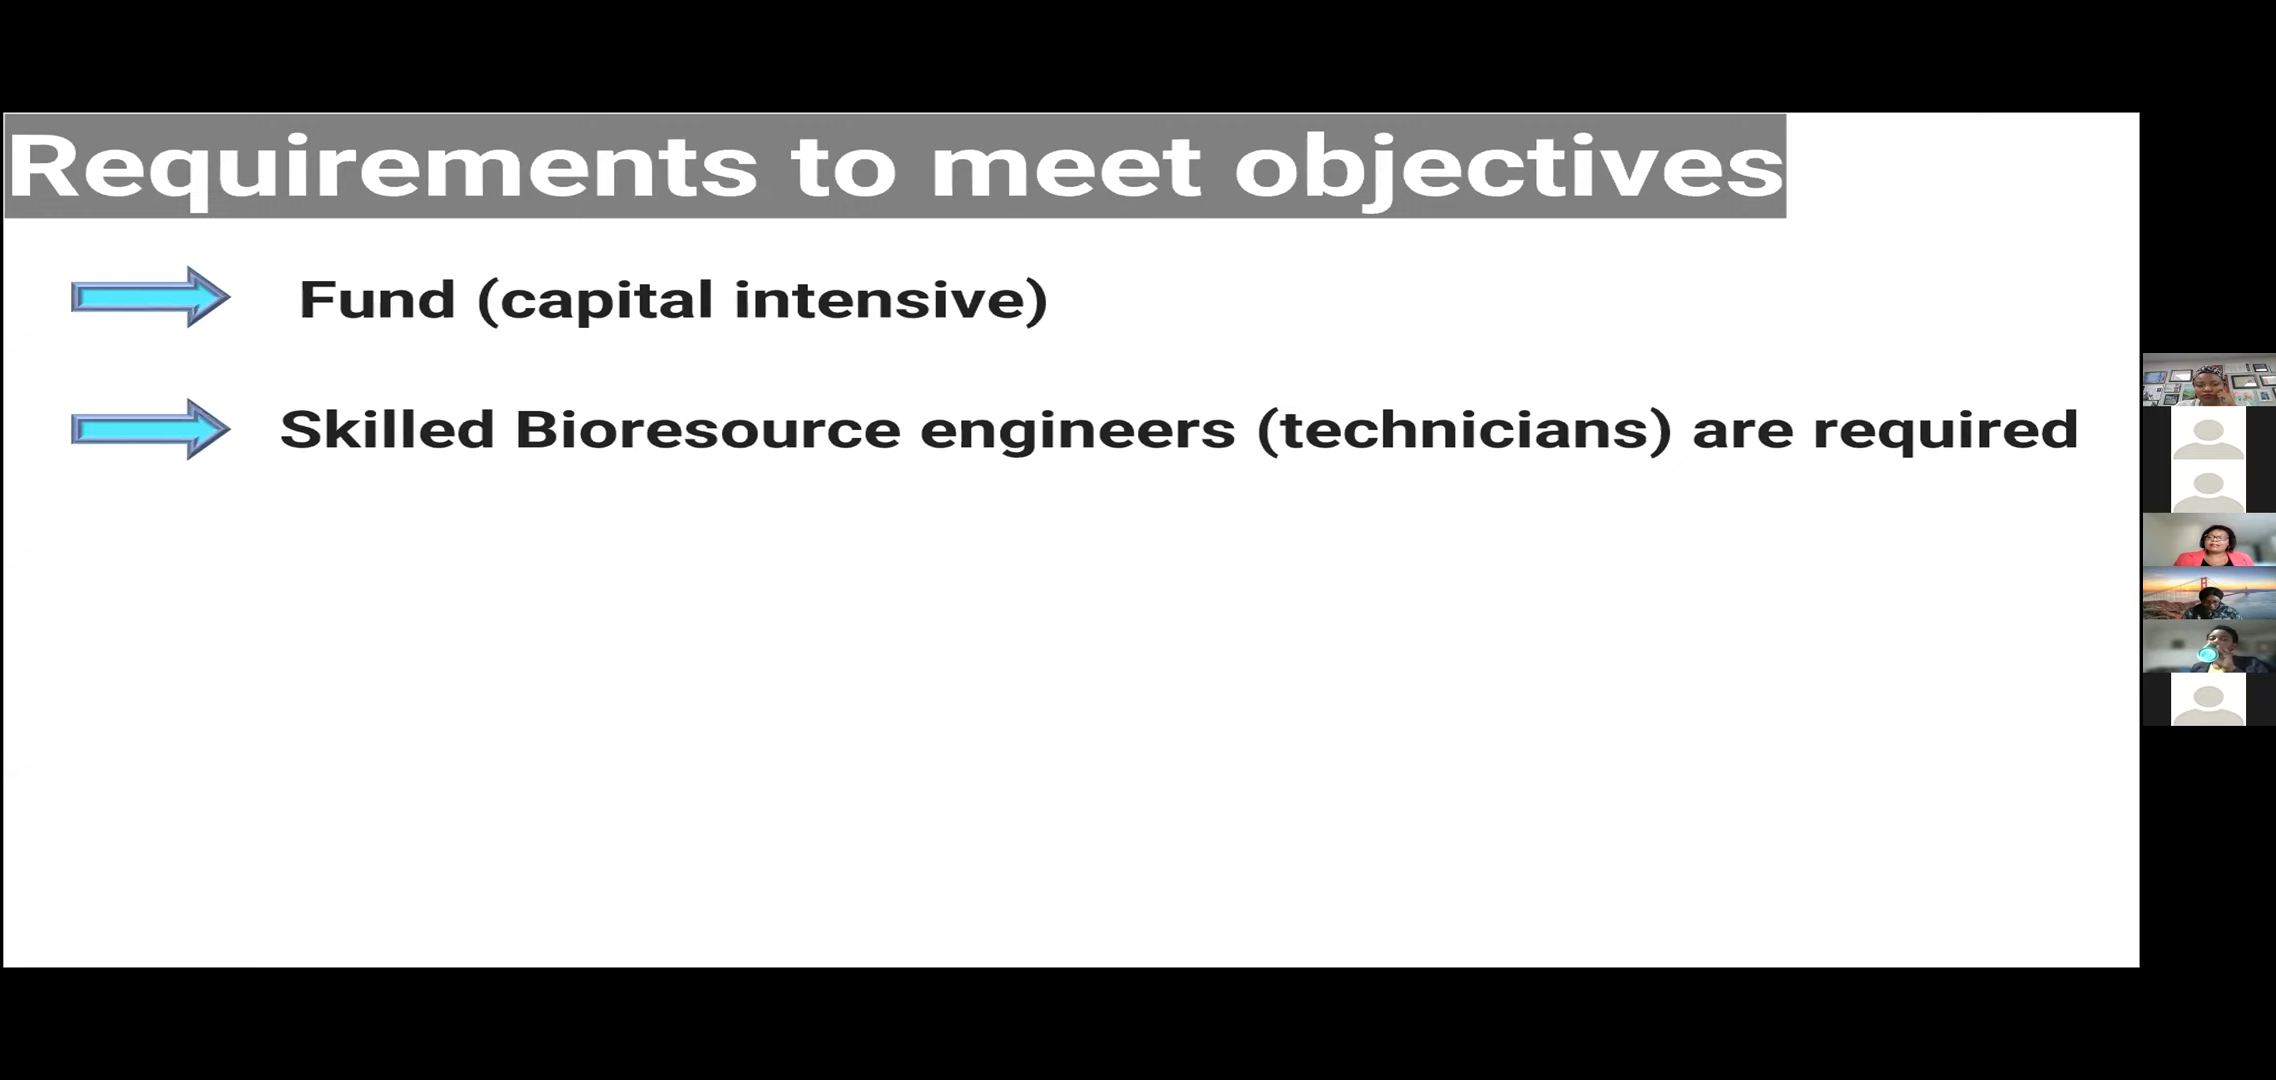 Requirements to meet objectives
Fund (capital intensive)
Skilled Bioresource engineers (technicians) are required